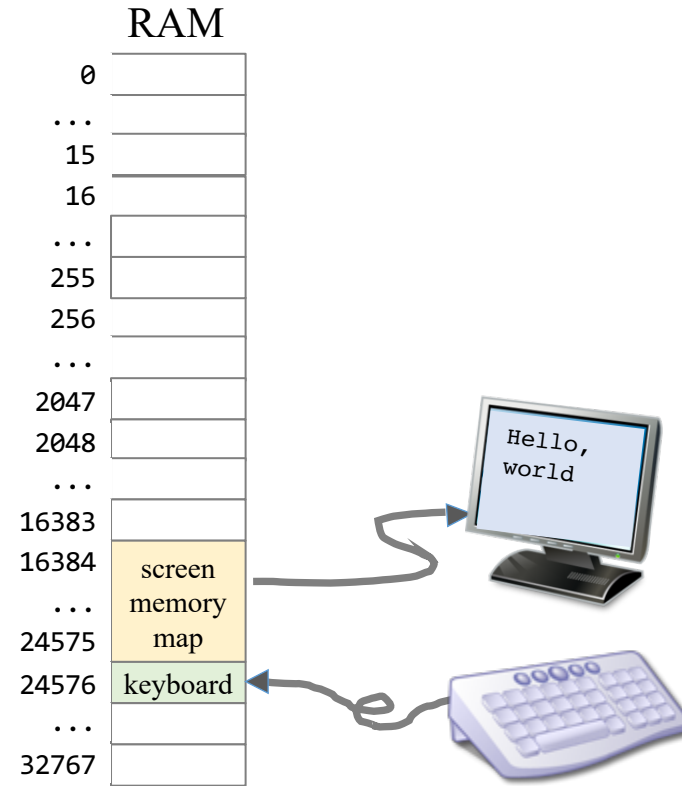 RAM
0
...
15
16
...
255
256
...
2047
2048
...
16383
16384
...
24575
screen
memory
map
24576 keyboard
...
32767
Hello,
world